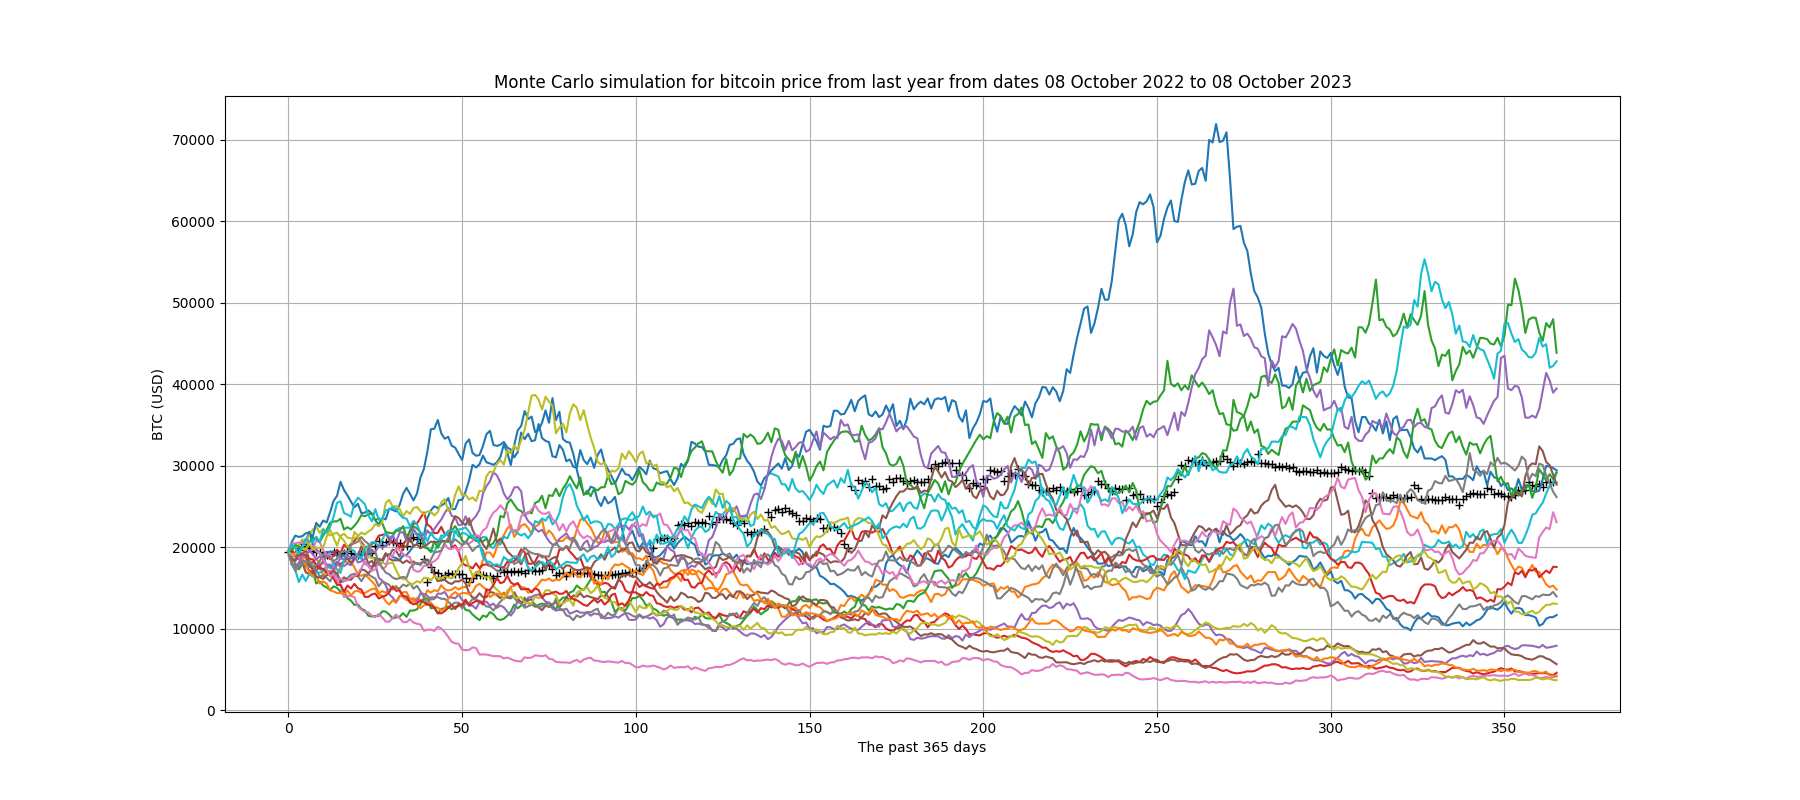 Monte Carlo simulation for bitcoin price from last year from dates 08 October 2022 to 08 October 2023
70000
60000
50000
40000
30000
20000
10000
0
BTC (USD)
0 50 100 150 200 250 300 350
The past 365 days